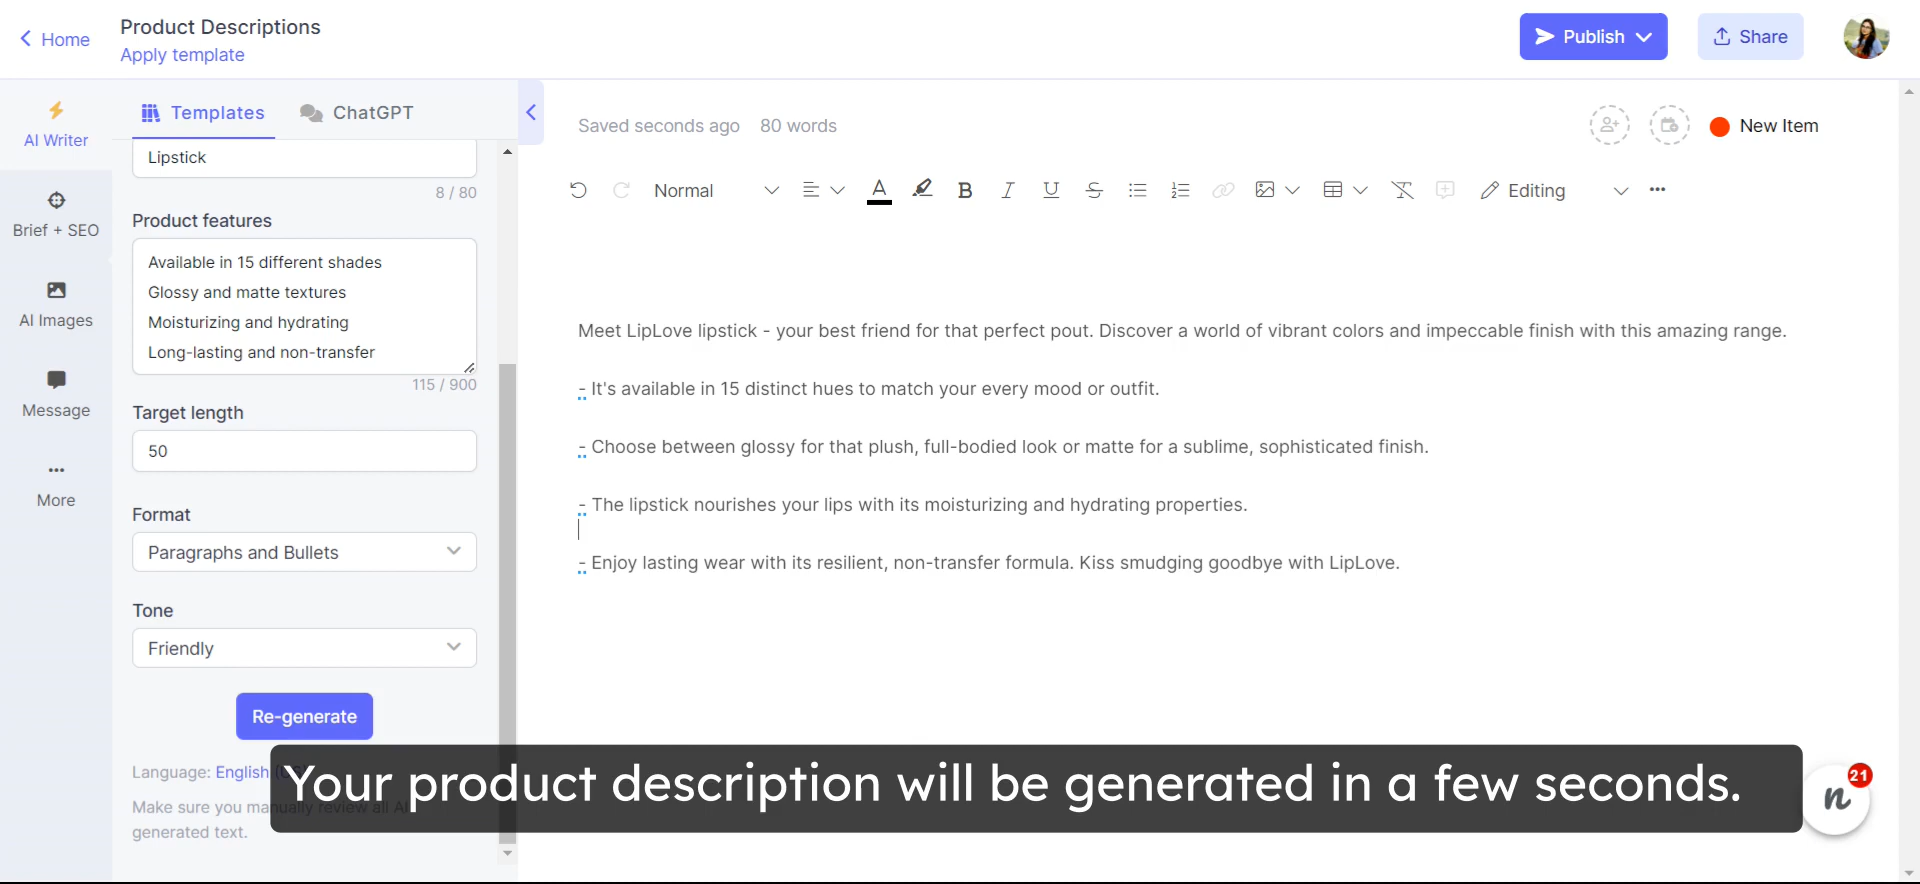 Home
Product Descriptions
Apply template
Publish
Share
AI Writer
Brief + SEO
AI Images
Message
More
Templates
ChatGPT
Lipstick
8 / 80
Product features
Available in 15 different shades
Glossy and matte textures
Moisturizing and hydrating
Long-lasting and non-transfer
115 / 900
Target length
50
Format
Paragraphs and Bullets
Tone
Friendly
Re-generate
Language: English
Make sure you manually review all AI
generated text.
Saved seconds ago 80 words
New Item
Normal
Editing
Meet LipLove lipstick - your best friend for that perfect pout. Discover a world of vibrant colors and impeccable finish with this amazing range.
- It's available in 15 distinct hues to match your every mood or outfit.
- Choose between glossy for that plush, full-bodied look or matte for a sublime, sophisticated finish.
- The lipstick nourishes your lips with its moisturizing and hydrating properties.
- Enjoy lasting wear with its resilient, non-transfer formula. Kiss smudging goodbye with LipLove.
Your product description will be generated in a few seconds.
n
21